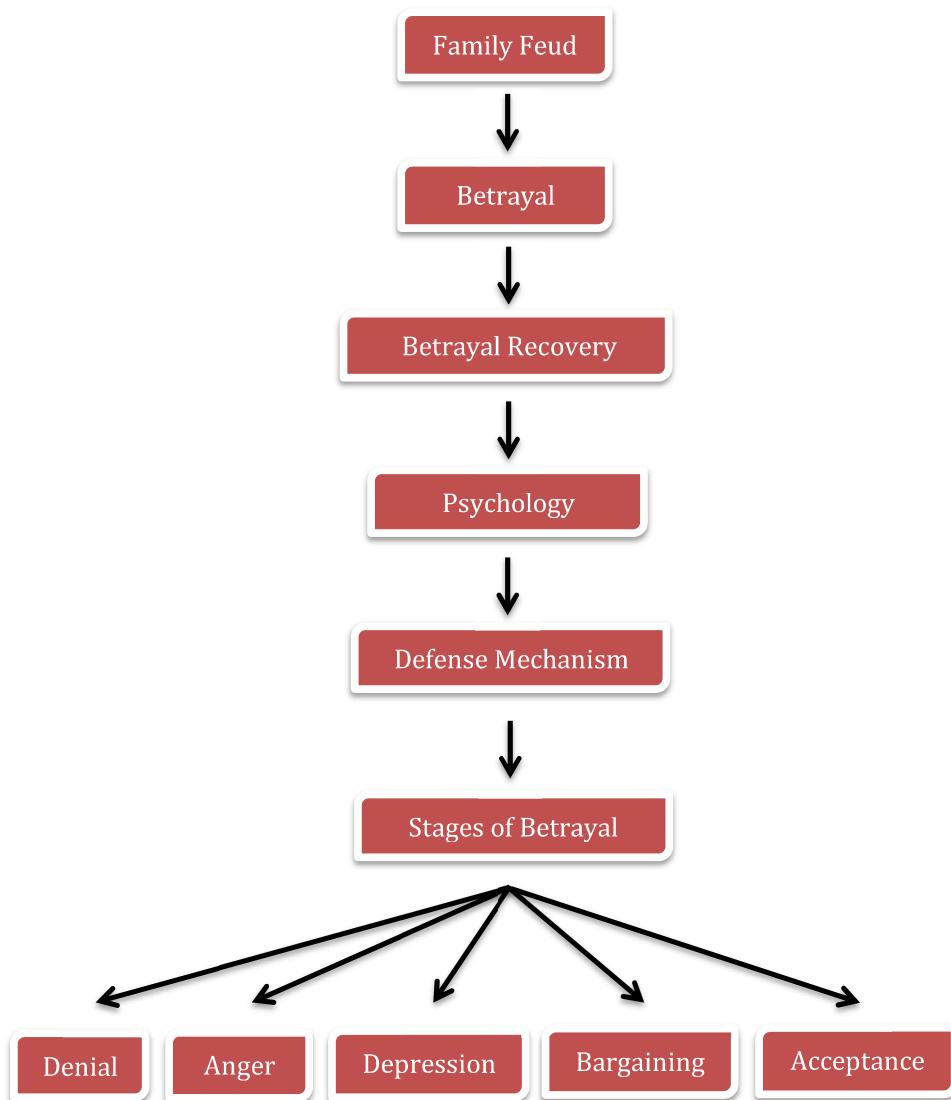 Family Feud
Betrayal
Betrayal Recovery
Psychology
Defense Mechanism
Stages of Betrayal
Denial
Anger
Depression
Bargaining
Acceptance